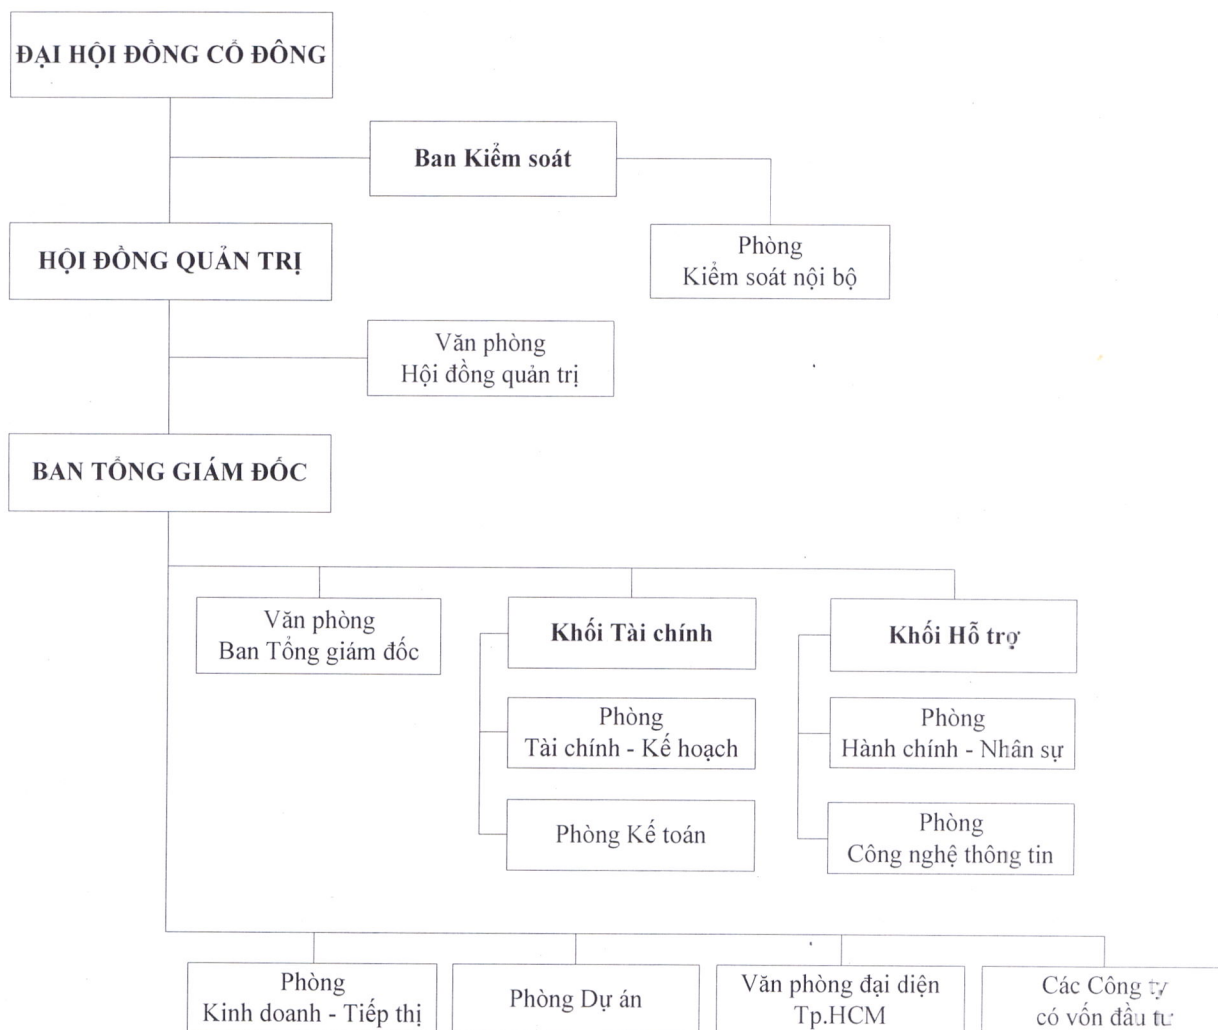 ĐẠI HỘI ĐỒNG CỔ ĐÔNG
Ban Kiểm soát
HỘI ĐỒNG QUẢN TRỊ
Phòng
Kiểm soát nội bộ
Văn phòng
Hội đồng quản trị
BAN TỔNG GIÁM ĐỐC
Văn phòng
Ban Tổng giám đốc
Khối Tài chính
Khối Hỗ trợ
Phòng
Tài chính - Kế hoạch
Phòng
Hành chính - Nhân sự
Phòng Kế toán
Phòng
Công nghệ thông tin
Phòng
Kinh doanh - Tiếp thị
Phòng Dự án
Văn phòng đại diện
Tp.HCM
Các Công ty
có vốn đầu tư